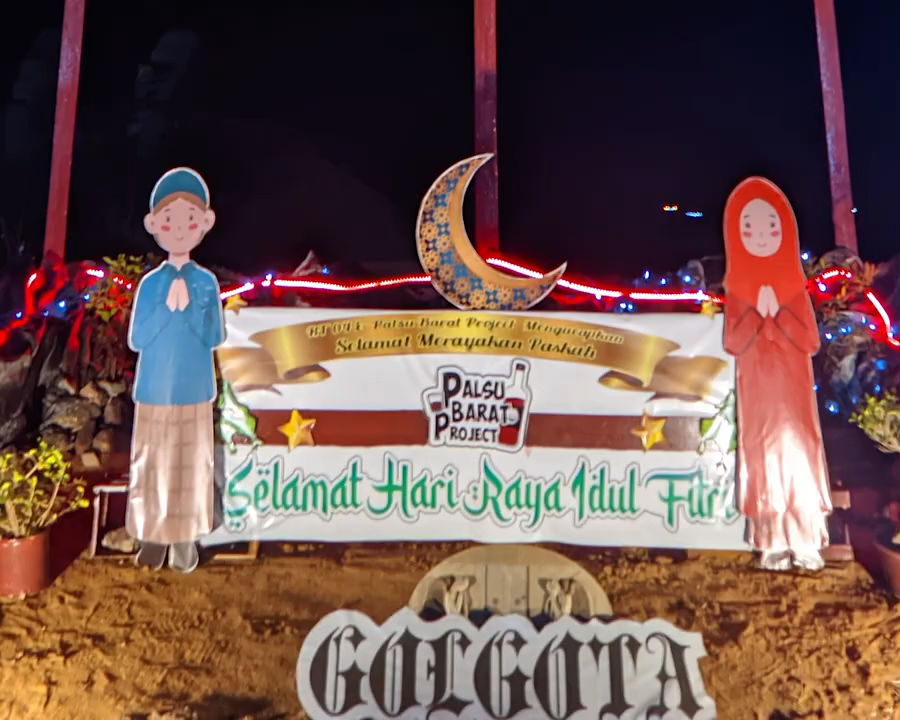 Palsu Barat Project Mengucapkan
Selamat Merayakan Paskah
PALSU
BARAT
PROJECT
Selamat Hari Raya Idul Fitri
GOLGOTA